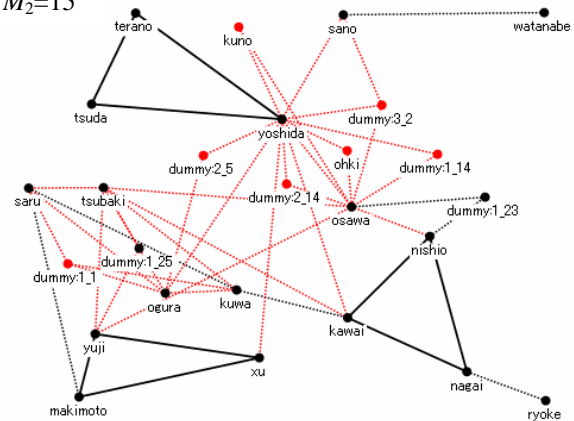 M2=15
terano
kuno
sano
watanabe
tsuda
yoshida
dummy:3_2
dummy:2_5
ohki
dummy:1_14
saru
tsubaki
dummy:2_14
osawa
dummy:1_23
nishio
dummy:1_25
dummy:1_1
ogura
kuwa
kawai
yuji
xu
nagai
makimoto
ryoke